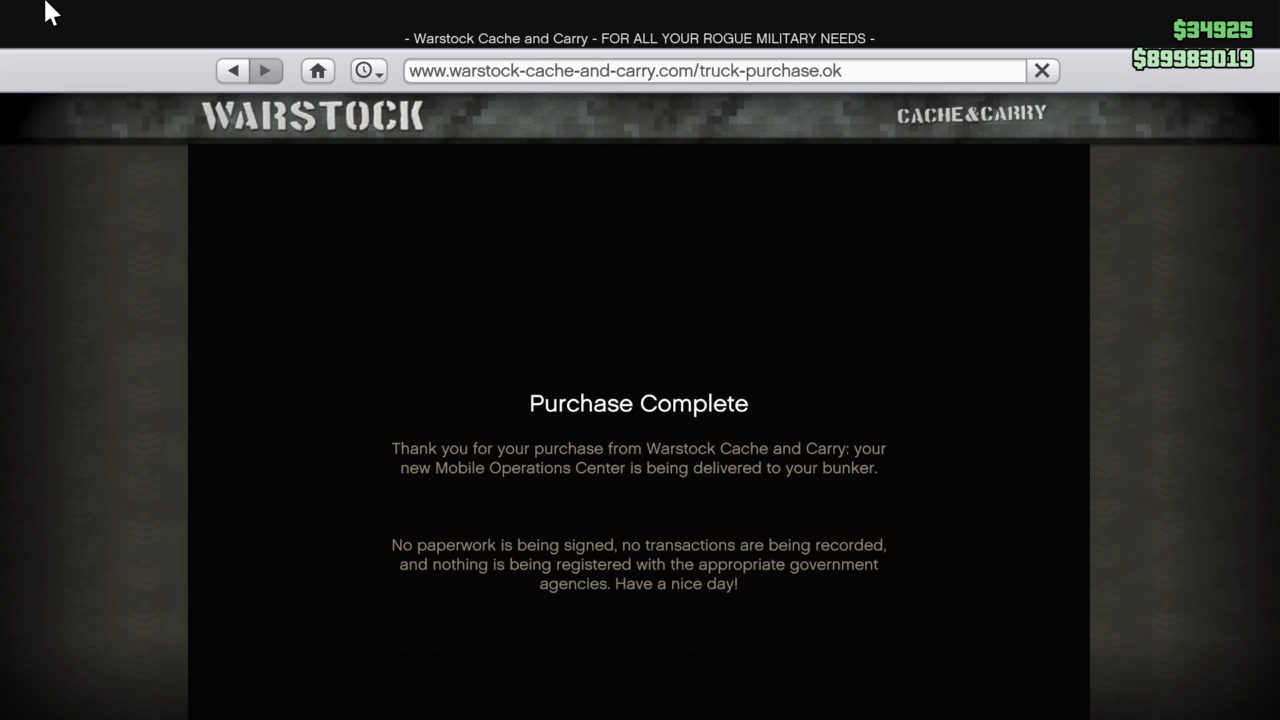 - Warstock Cache and Carry - FOR ALL YOUR ROGUE MILITARY NEEDS -
$34925
$89983019
www.warstock-cache-and-carry.com/truck-purchase.ok
WARSTOCK
CACHE&CARRY
Purchase Complete
Thank you for your purchase from Warstock Cache and Carry: your
new Mobile Operations Center is being delivered to your bunker.
No paperwork is being signed, no transactions are being recorded,
and nothing is being registered with the appropriate government
agencies. Have a nice day!